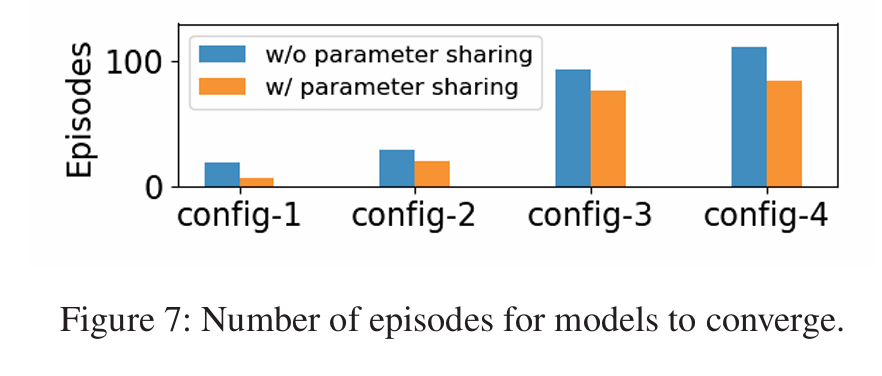 Episodes
100
0
w/o parameter sharing
w/ parameter sharing
config-1 config-2 config-3 config-4
Figure 7: Number of episodes for models to converge.